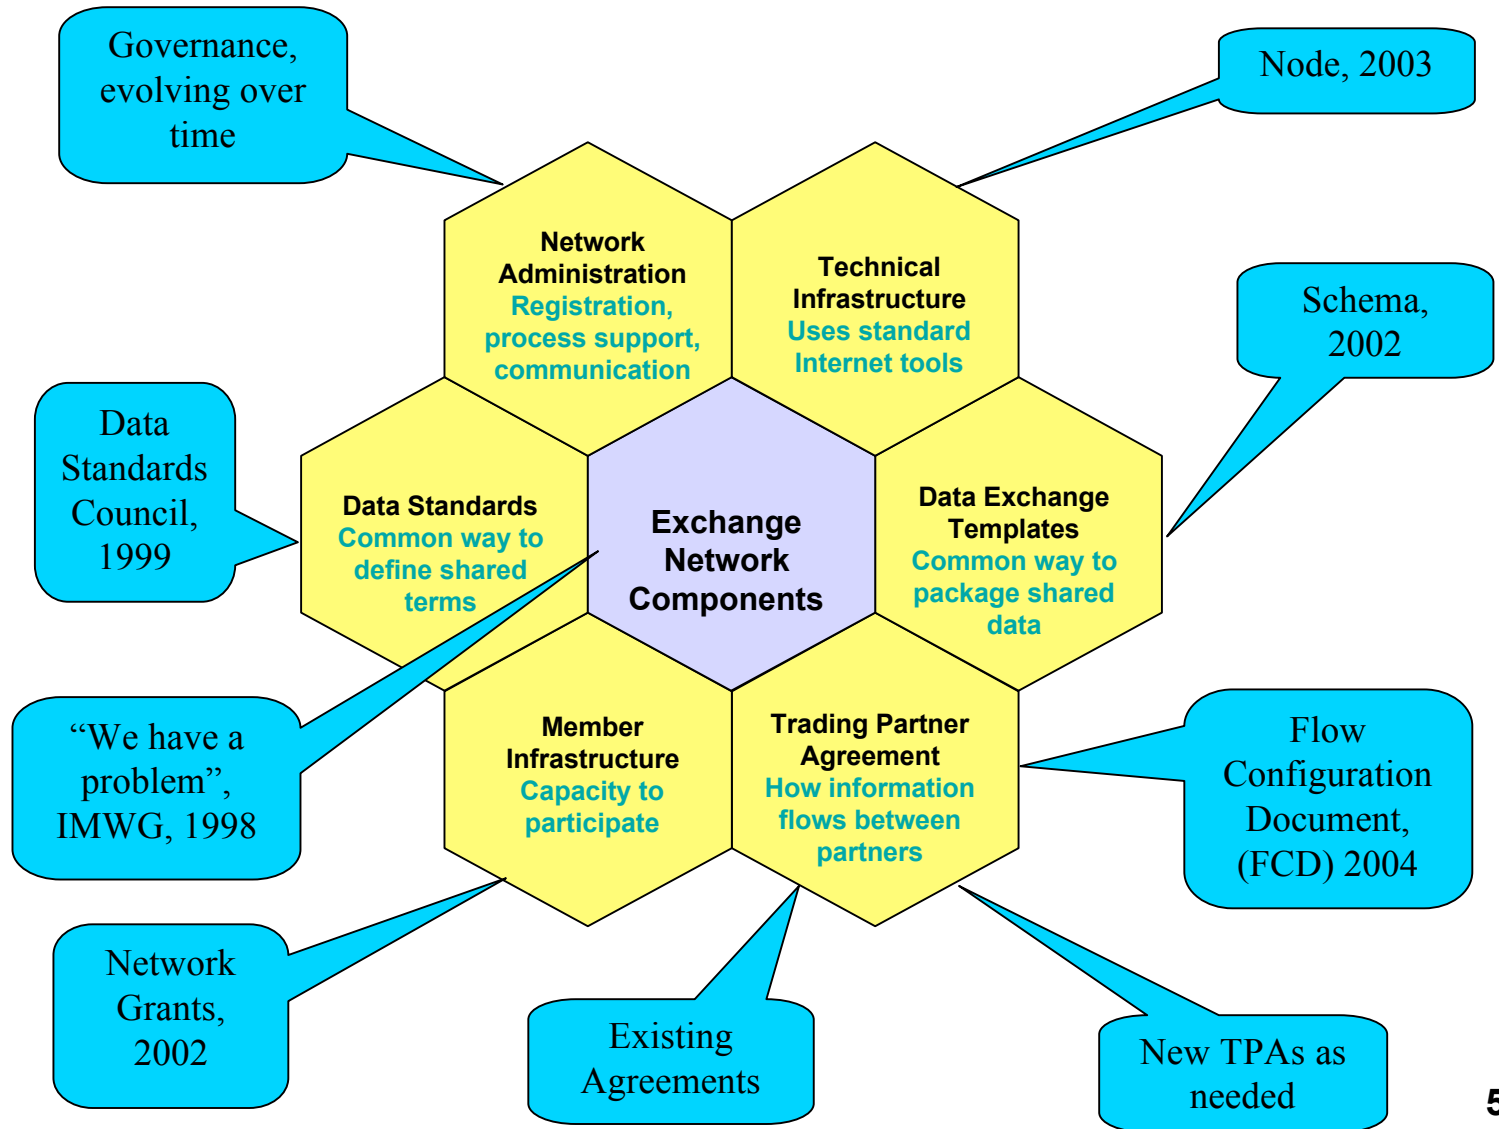 Governance,
evolving over
time
Node, 2003
Network
Administration
Registration,
process support,
communication
Technical
Infrastructure
Uses standard
Internet tools
Schema,
2002
Data
Standards
Council,
1999
Data Standards
Common way to
define shared
terms
Exchange
Network
Components
Data Exchange
Templates
Common way to
package shared
data
“We have a
problem”,
IMWG, 1998
Member
Infrastructure
Capacity to
participate
Trading Partner
Agreement
How information
flows between
partners
Flow
Configuration
Document,
(FCD) 2004
Network
Grants,
2002
Existing
Agreements
New TPAs as
needed
5